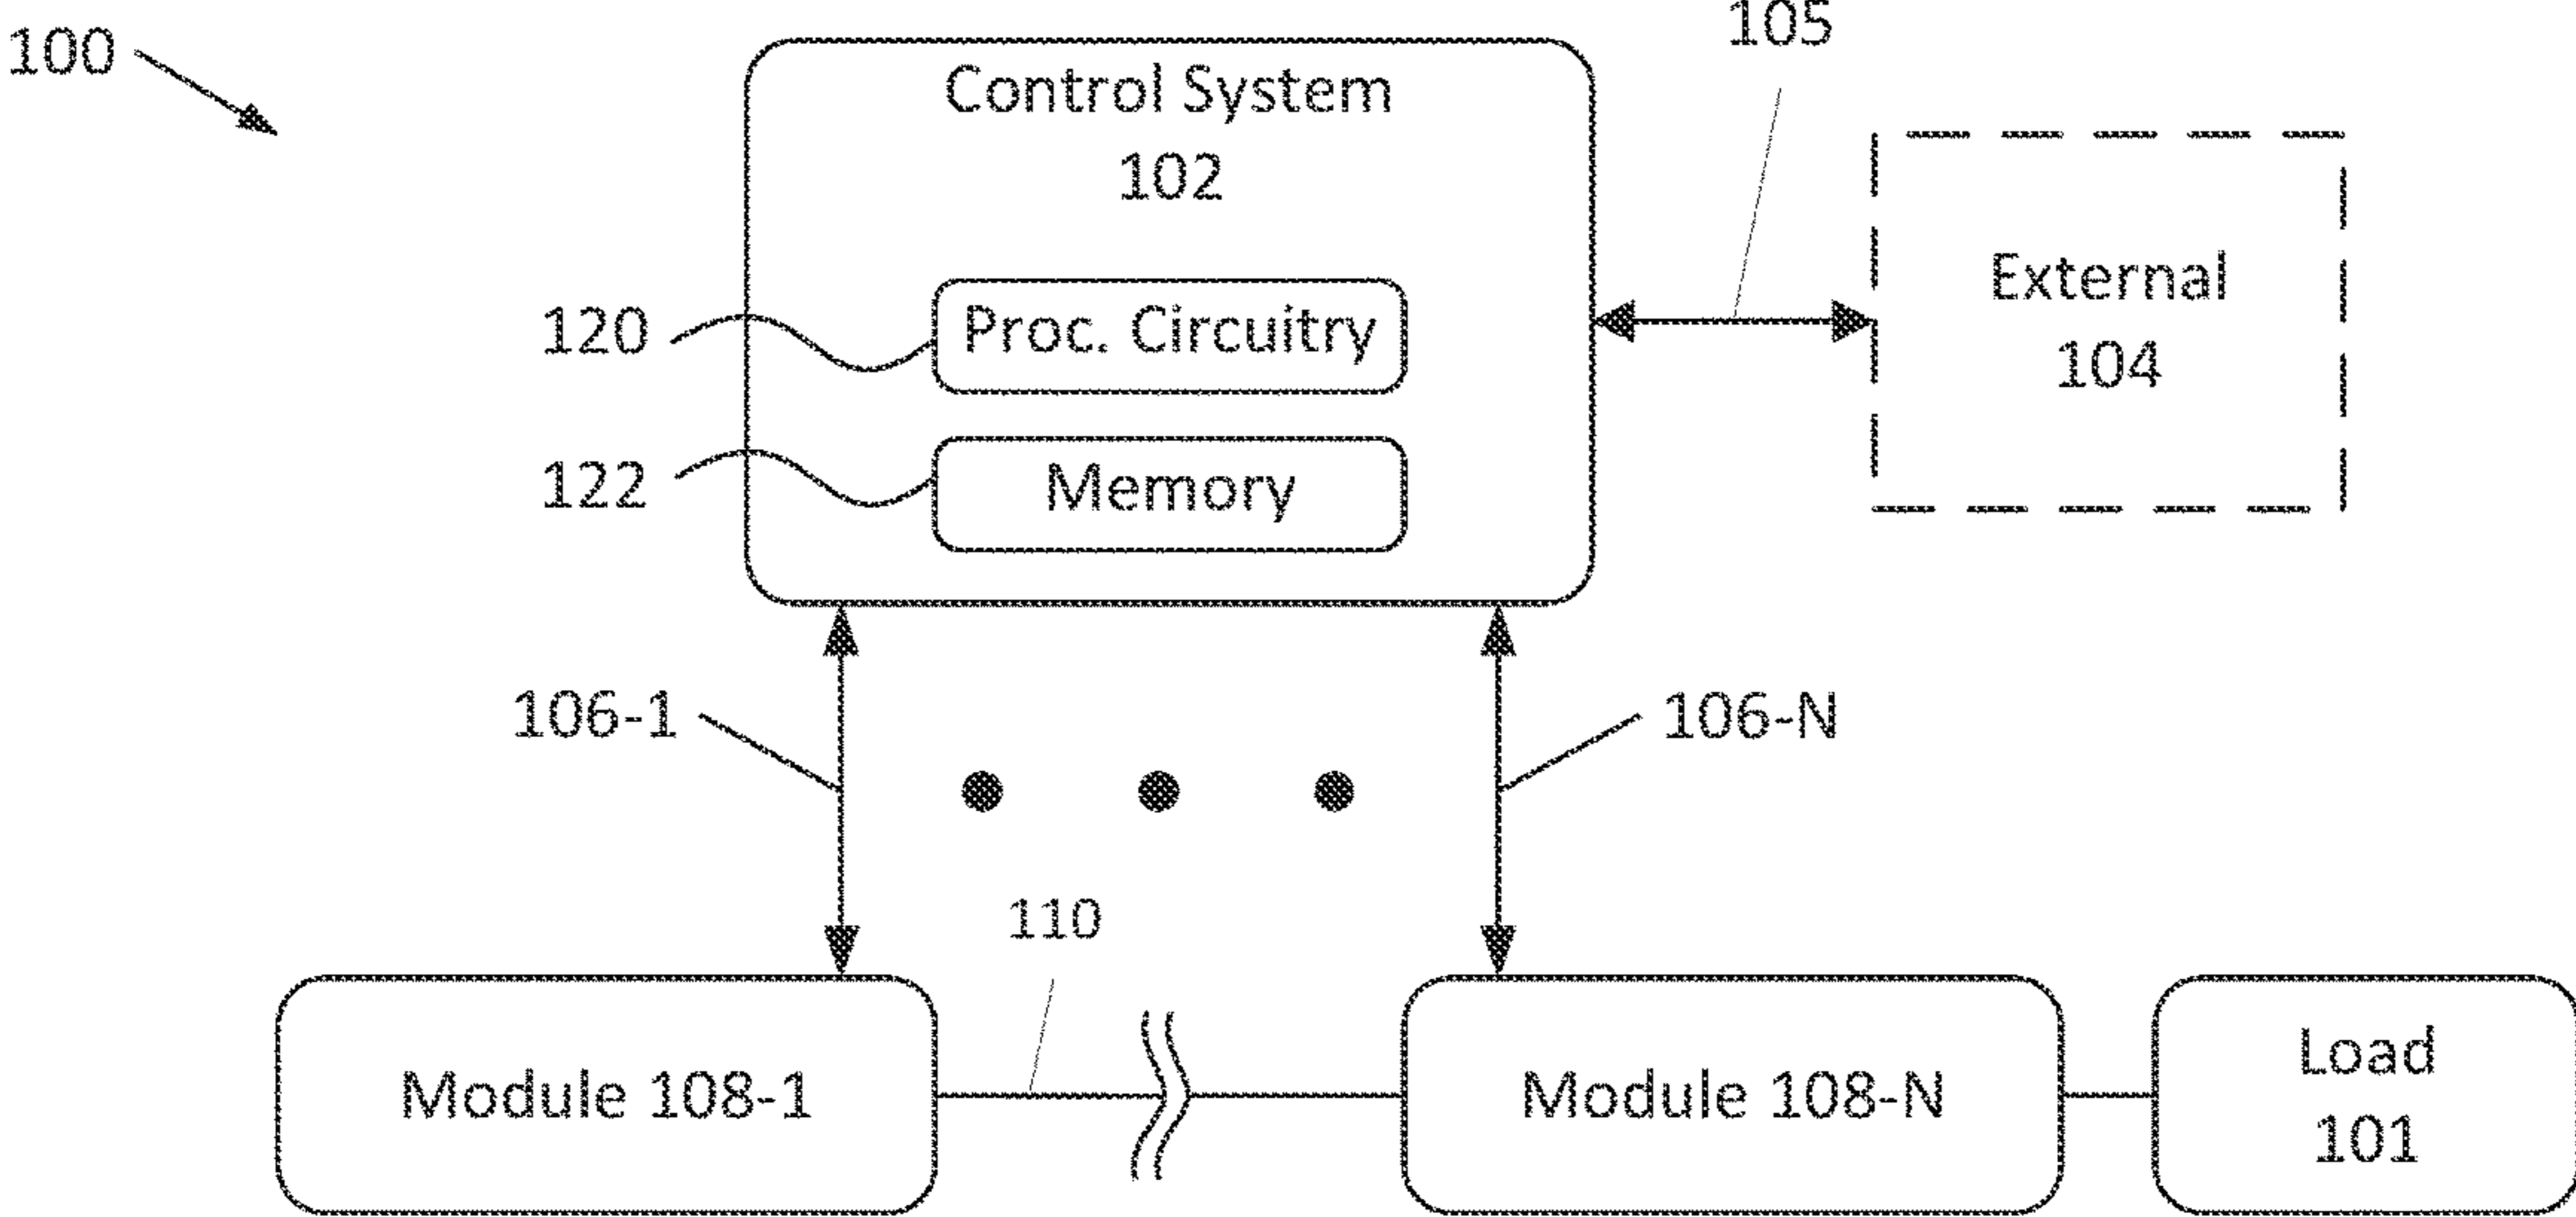 100
105
Control System
102
External
104
120
Proc. Circuitry
122
Memory
106-1
106-N
110
Module 108-1
Module 108-N
Load
101